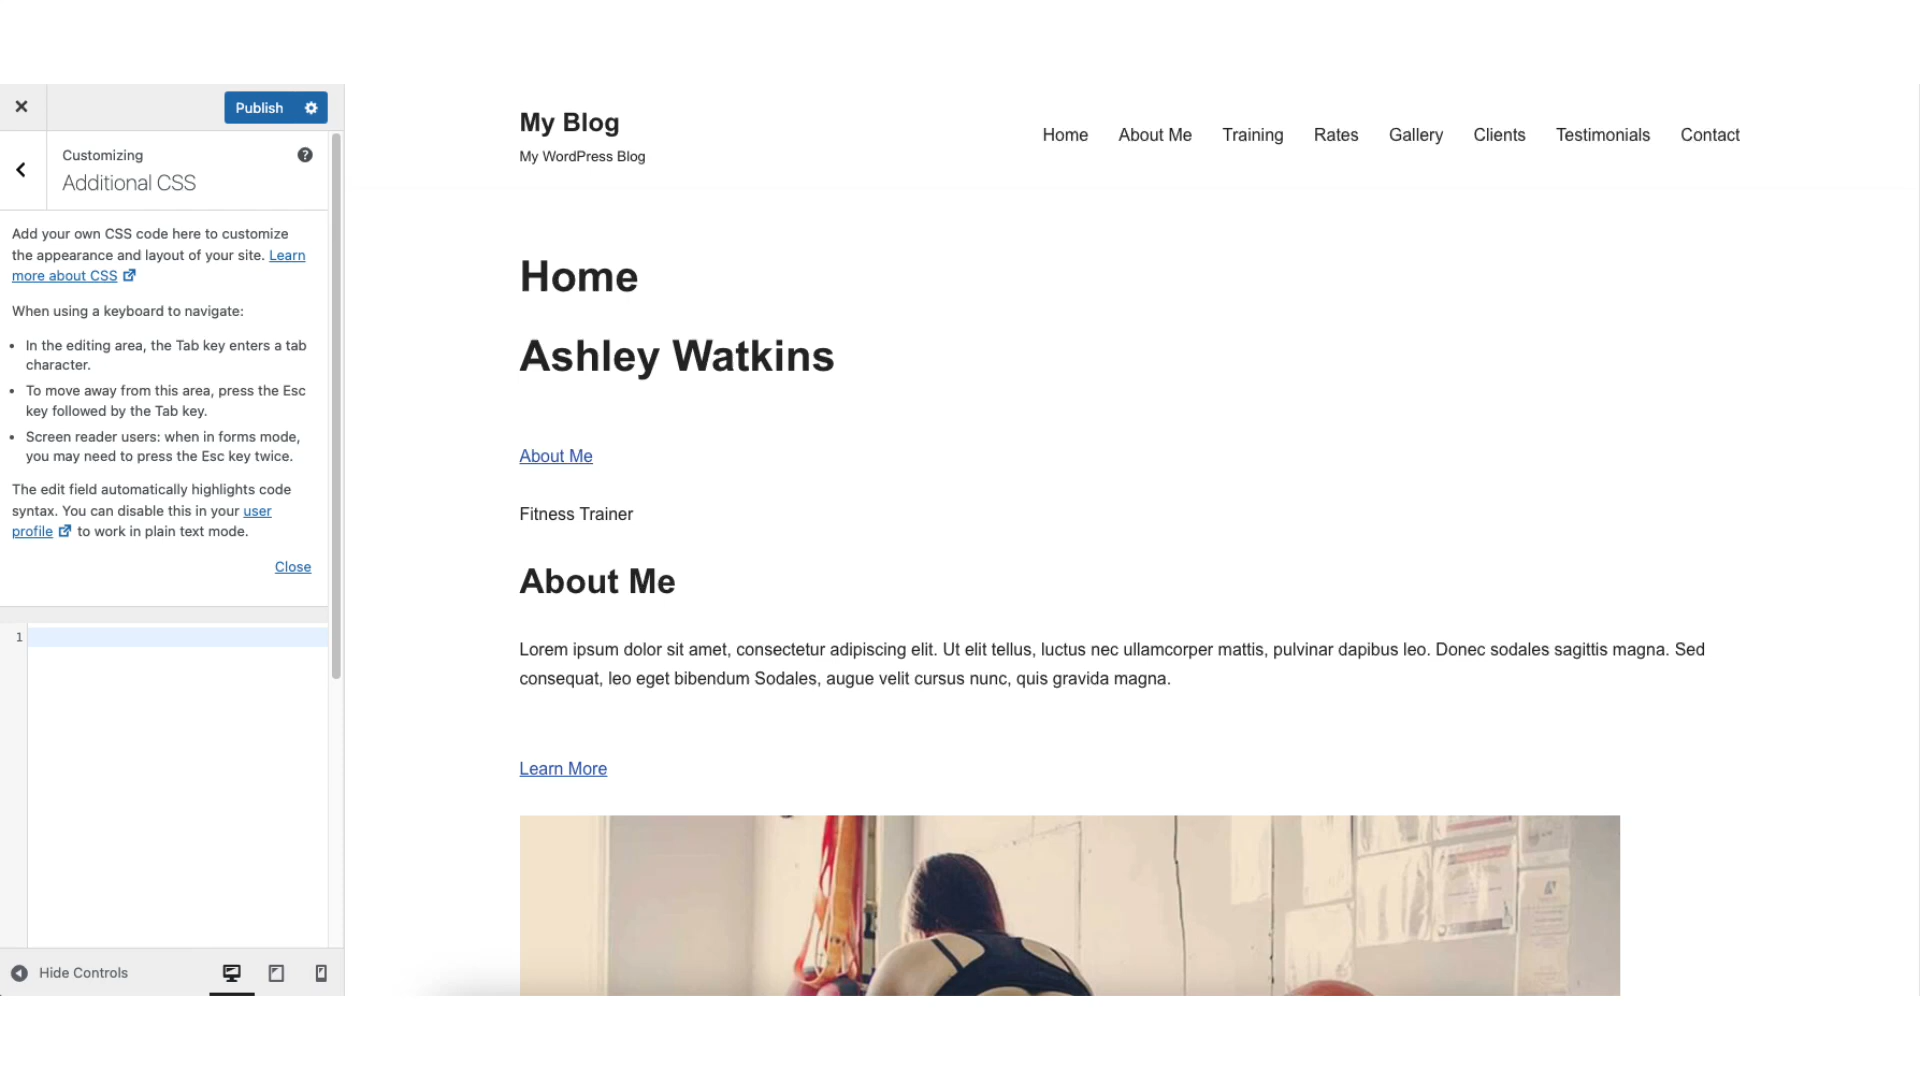 Publish
Customizing
Additional CSS
Add your own CSS code here to customize
the appearance and layout of your site. Learn
more about CSS
When using a keyboard to navigate:
• In the editing area, the Tab key enters a tab
character.
• To move away from this area, press the Esc
key followed by the Tab key.
• Screen reader users: when in forms mode,
you may need to press the Esc key twice.
The edit field automatically highlights code
syntax. You can disable this in your user
profile to work in plain text mode.
Close
1
Hide Controls
My Blog
My WordPress Blog
Home About Me Training Rates Gallery Clients Testimonials Contact
Home
Ashley Watkins
About Me
Fitness Trainer
About Me
Lorem ipsum dolor sit amet, consectetur adipiscing elit. Ut elit tellus, luctus nec ullamcorper mattis, pulvinar dapibus leo. Donec sodales sagittis magna. Sed
consequat, leo eget bibendum Sodales, augue velit cursus nunc, quis gravida magna.
Learn More